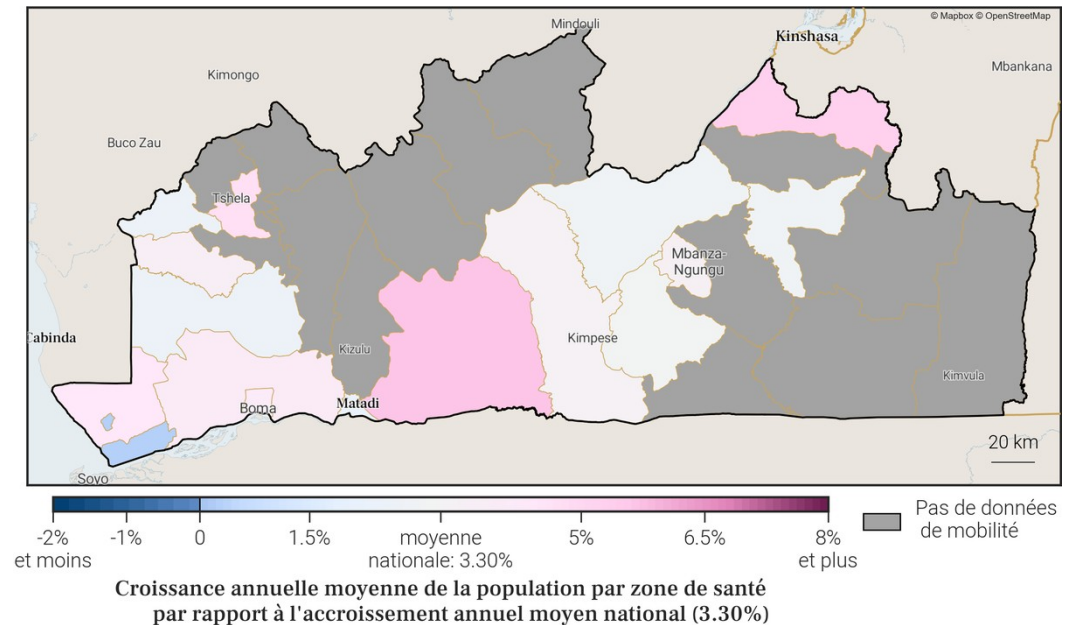 © Mapbox © OpenStreetMap
Mindouli
Kinshasa
Kimongo
Mbankana
Buco Zau
Tshela
Mbanza-
Ngungu
Cabinda
Kimpese
Kizulu
Kimvula
Matadi
Boma
20 km
Soyo
-2%
et moins
-1%
0
1.5%
moyenne
nationale: 3.30%
5%
6.5%
8%
et plus
Pas de données
de mobilité
Croissance annuelle moyenne de la population par zone de santé
par rapport à l'accroissement annuel moyen national (3.30%)